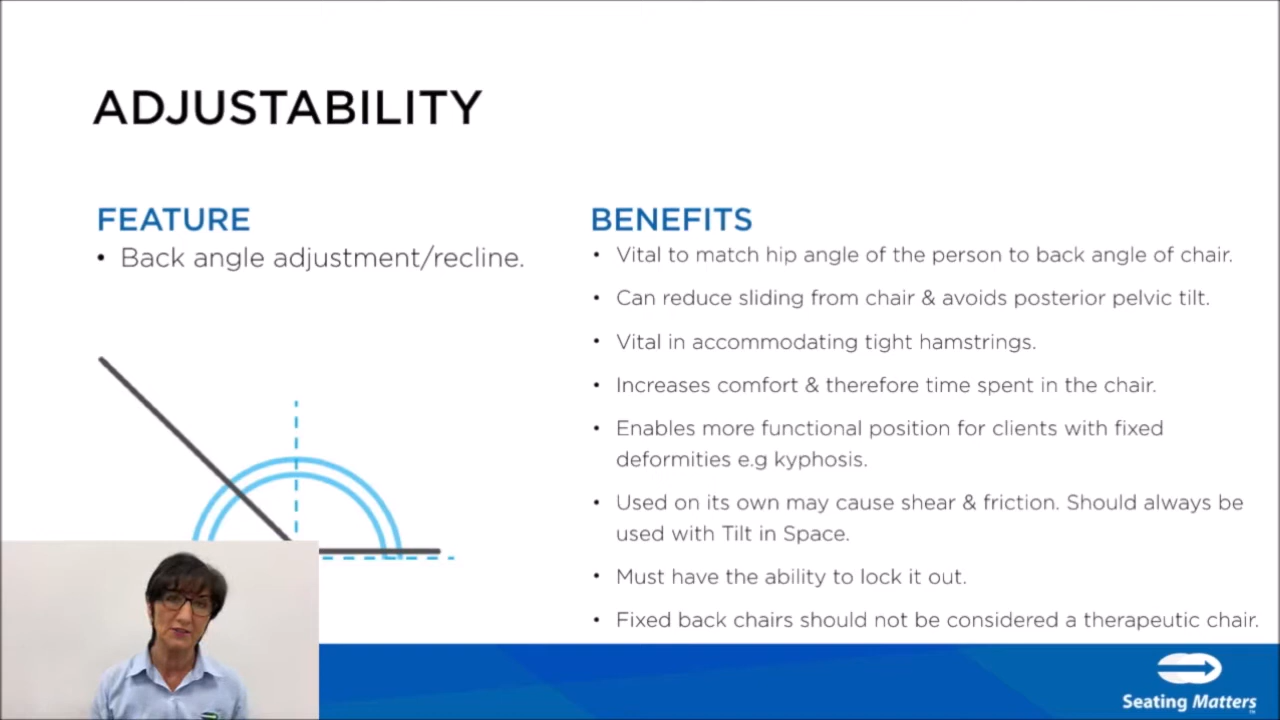 ADJUSTABILITY
FEATURE
• Back angle adjustment/recline.
BENEFITS
• Vital to match hip angle of the person to back angle of chair.
• Can reduce sliding from chair & avoids posterior pelvic tilt.
• Vital in accommodating tight hamstrings.
• Increases comfort & therefore time spent in the chair.
• Enables more functional position for clients with fixed
deformities e.g kyphosis.
• Used on its own may cause shear & friction. Should always be
used with Tilt in Space.
• Must have the ability to lock it out.
• Fixed back chairs should not be considered a therapeutic chair.
Seating Matters™